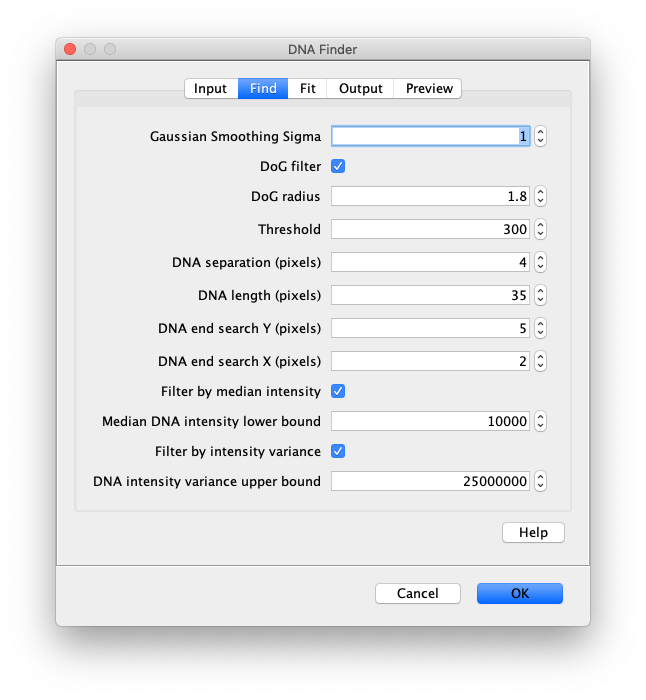 DNA Finder
Input Find Fit Output Preview
Gaussian Smoothing Sigma 1
DoG filter
DoG radius 1.8
Threshold 300
DNA separation (pixels) 4
DNA length (pixels) 35
DNA end search Y (pixels) 5
DNA end search X (pixels) 2
Filter by median intensity
Median DNA intensity lower bound 10000
Filter by intensity variance
DNA intensity variance upper bound 25000000
Help
Cancel OK